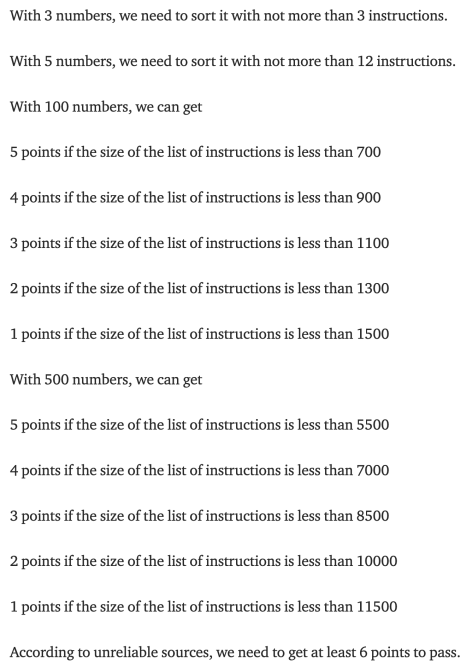 With 3 numbers, we need to sort it with not more than 3 instructions.
With 5 numbers, we need to sort it with not more than 12 instructions.
With 100 numbers, we can get
5 points if the size of the list of instructions is less than 700
4 points if the size of the list of instructions is less than 900
3 points if the size of the list of instructions is less than 1100
2 points if the size of the list of instructions is less than 1300
1 points if the size of the list of instructions is less than 1500
With 500 numbers, we can get
5 points if the size of the list of instructions is less than 5500
4 points if the size of the list of instructions is less than 7000
3 points if the size of the list of instructions is less than 8500
2 points if the size of the list of instructions is less than 10000
1 points if the size of the list of instructions is less than 11500
According to unreliable sources, we need to get at least 6 points to pass.